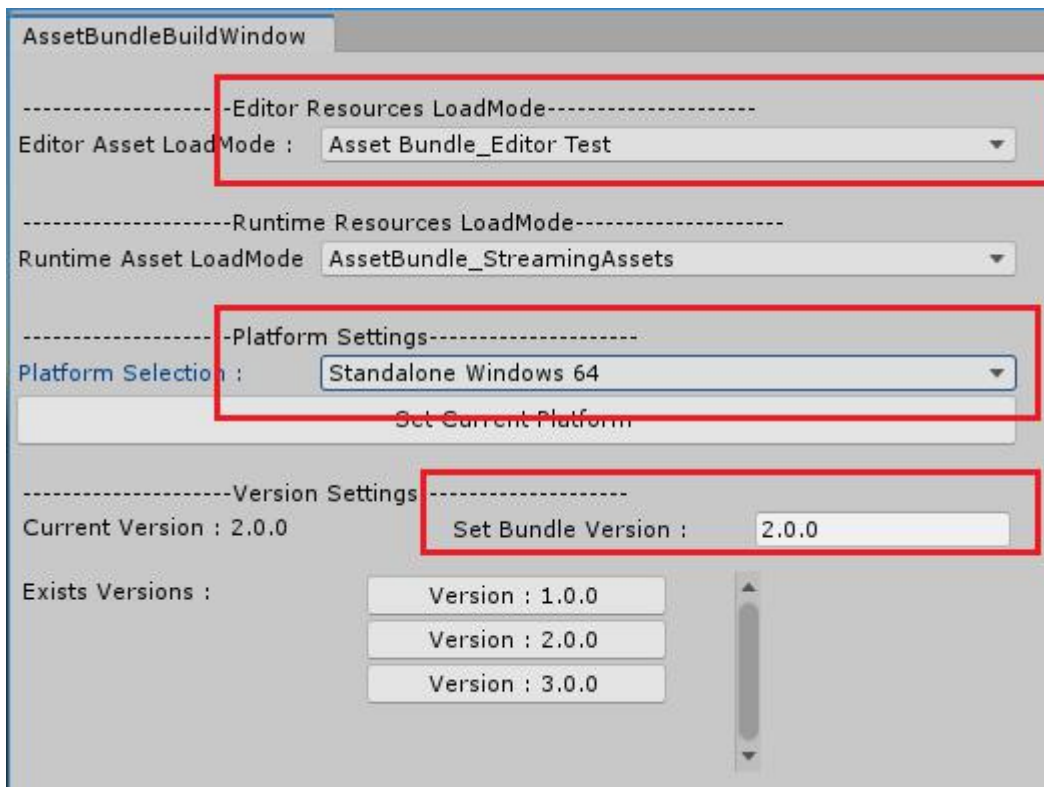 AssetBundleBuildWindow
---------------------Editor Resources LoadMode---------------------
Editor Asset LoadMode : Asset Bundle_Editor Test
---------------------Runtime Resources LoadMode---------------------
Runtime Asset LoadMode AssetBundle_StreamingAssets
---------------------Platform Settings---------------------
Platform Selection : Standalone Windows 64
Set Current Platform
---------------------Version Settings---------------------
Current Version : 2.0.0 Set Bundle Version : 2.0.0
Exists Versions : Version : 1.0.0
Version : 2.0.0
Version : 3.0.0